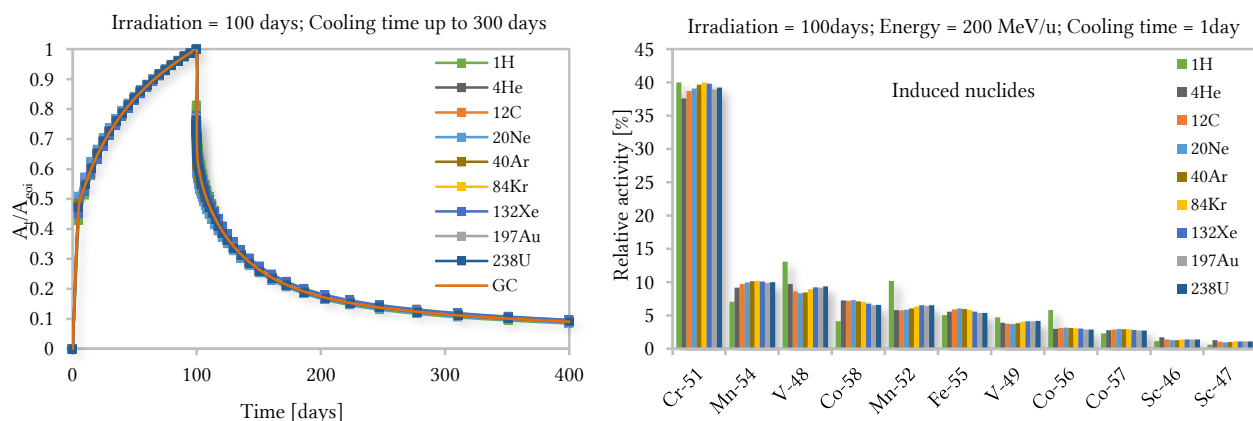 Irradiation = 100 days; Cooling time up to 300 days
1
0.9
0.8
0.7
0.6
0.5
0.4
0.3
0.2
0.1
0
A_t/A_eoi
0 100 200 300 400
Time [days]
1H
4He
12C
20Ne
40Ar
84Kr
132Xe
197Au
238U
GC
Irradiation = 100days; Energy = 200 MeV/u; Cooling time = 1day
45
40
35
30
25
20
15
10
5
0
Relative activity [%]
Induced nuclides
1H
4He
12C
20Ne
40Ar
84Kr
132Xe
197Au
238U
Cr-51 Mn-54 V-48 Co-58 Mn-52 Fe-55 V-49 Co-56 Co-57 Sc-46 Sc-47